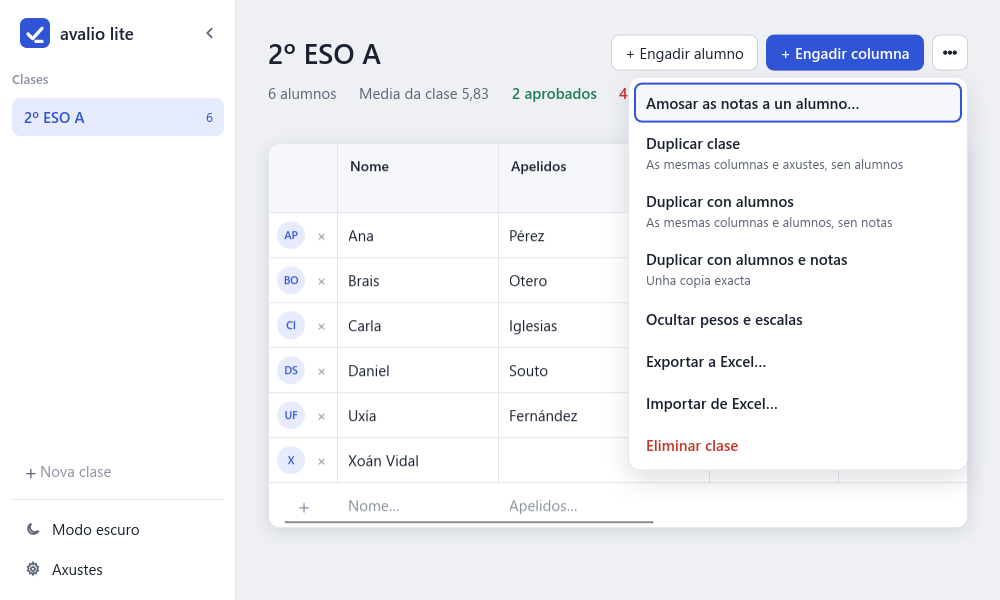 avalio lite
Clases
2º ESO A 6
+ Nova clase
Modo escuro
Axustes
2º ESO A
+ Engadir alumno
+ Engadir columna
•••
6 alumnos Media da clase 5,83 2 aprobados 4
Amosar as notas a un alumno...
Duplicar clase
As mesmas columnas e axustes, sen alumnos
Duplicar con alumnos
As mesmas columnas e alumnos, sen notas
Duplicar con alumnos e notas
Unha copia exacta
Ocultar pesos e escalas
Exportar a Excel...
Importar de Excel...
Eliminar clase
Nome Apelidos
AP × Ana Pérez
BO × Brais Otero
CI × Carla Iglesias
DS × Daniel Souto
UF × Uxía Fernández
X × Xoán Vidal
+ Nome... Apelidos...